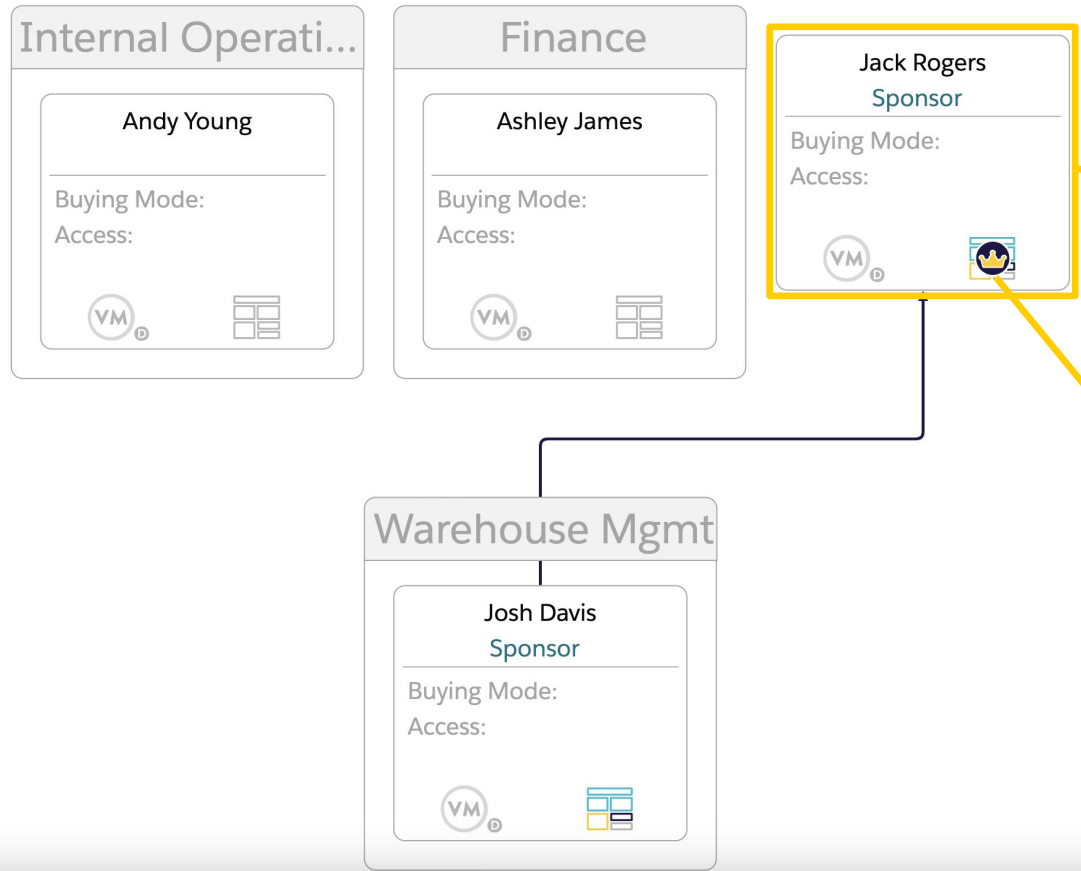 Internal Operati...
Andy Young
Buying Mode:
Access:
VM
D
Finance
Ashley James
Buying Mode:
Access:
VM
D
Jack Rogers
Sponsor
Buying Mode:
Access:
VM
D
Warehouse Mgmt
Josh Davis
Sponsor
Buying Mode:
Access:
VM
D